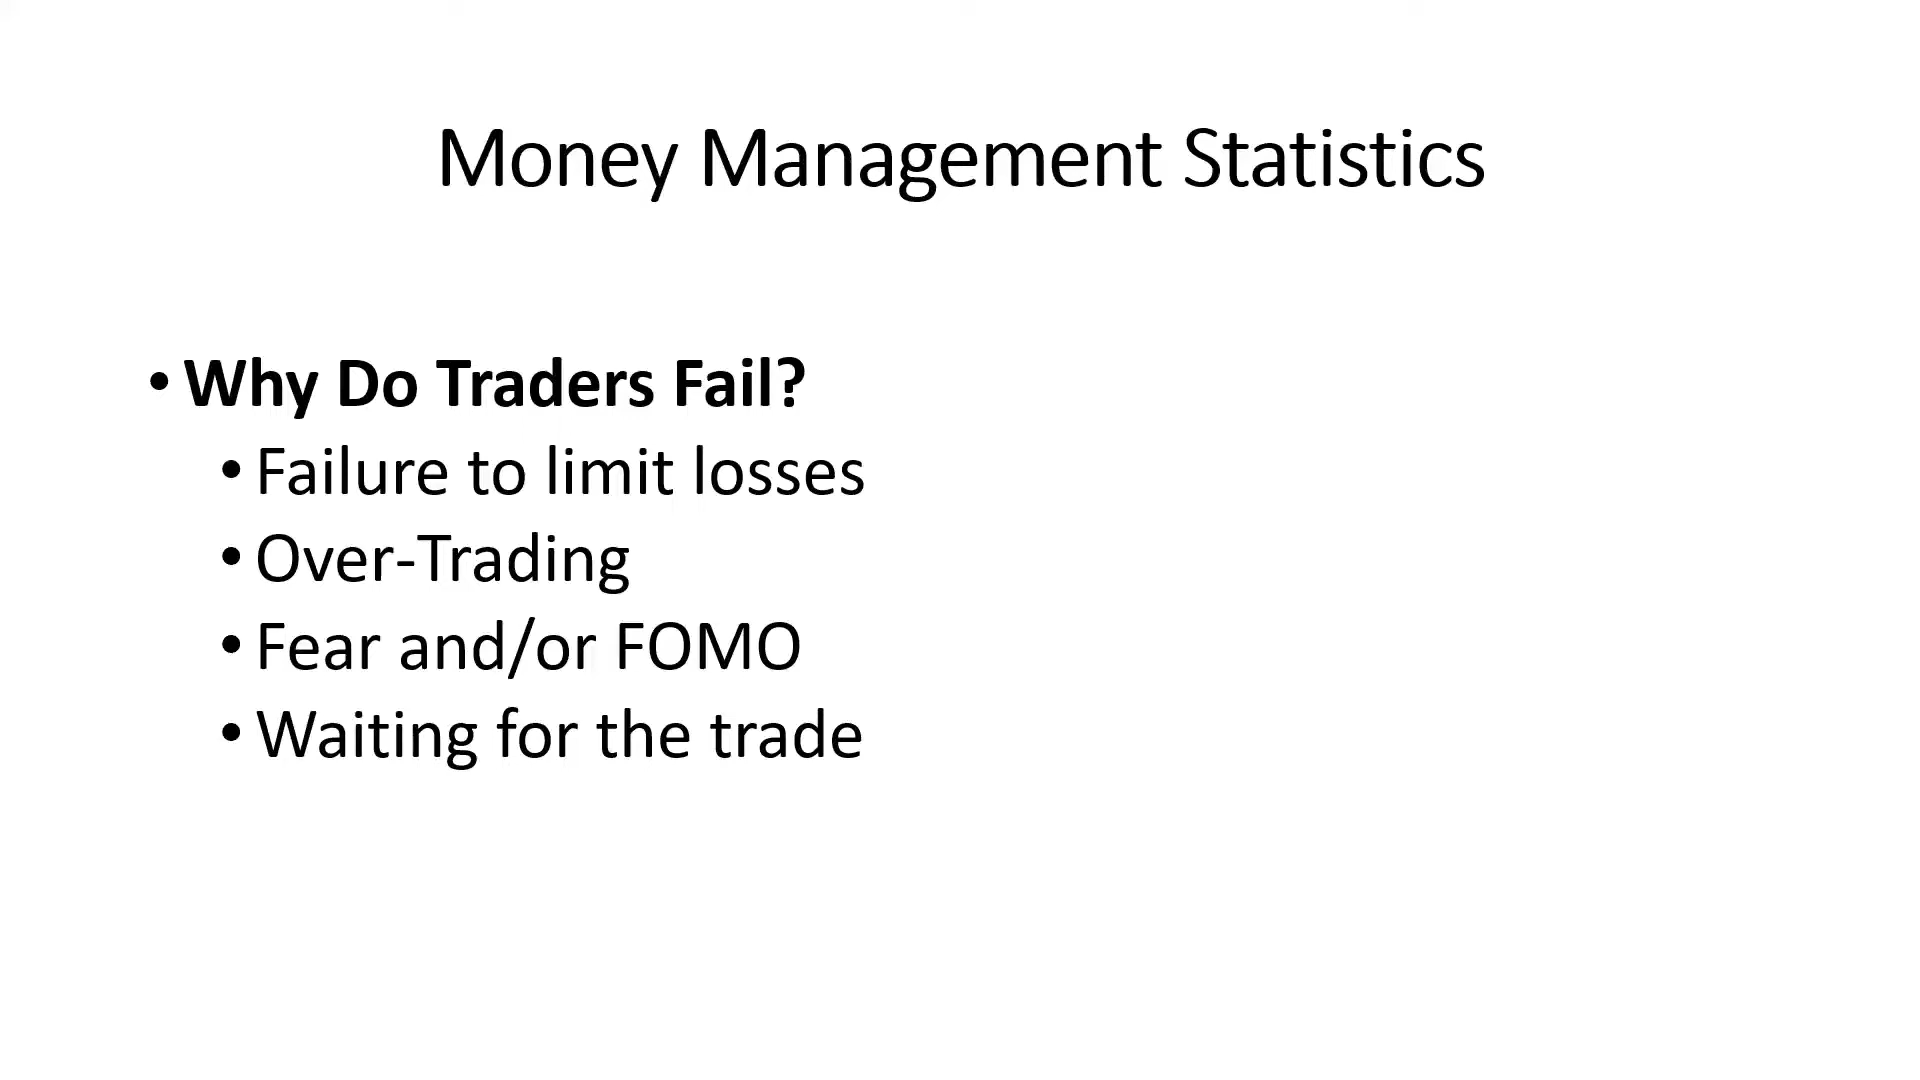 Money Management Statistics
• Why Do Traders Fail?
• Failure to limit losses
• Over-Trading
• Fear and/or FOMO
• Waiting for the trade